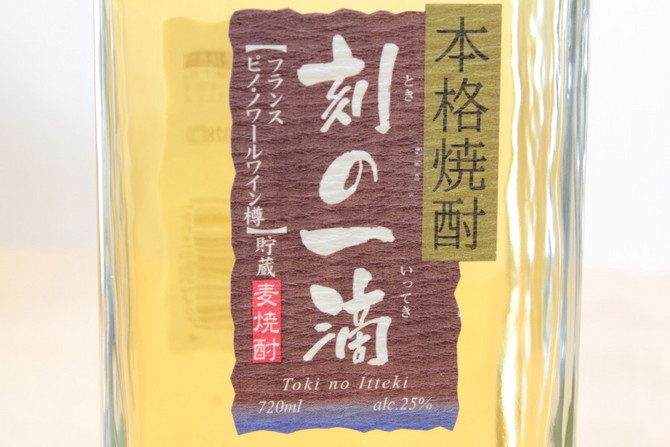 本格焼酎
刻の一滴
とき
いってき
【フランス
ピノ・ノワールワイン樽】貯蔵
麦焼酎
Toki no Itteki
720ml
alc.25%